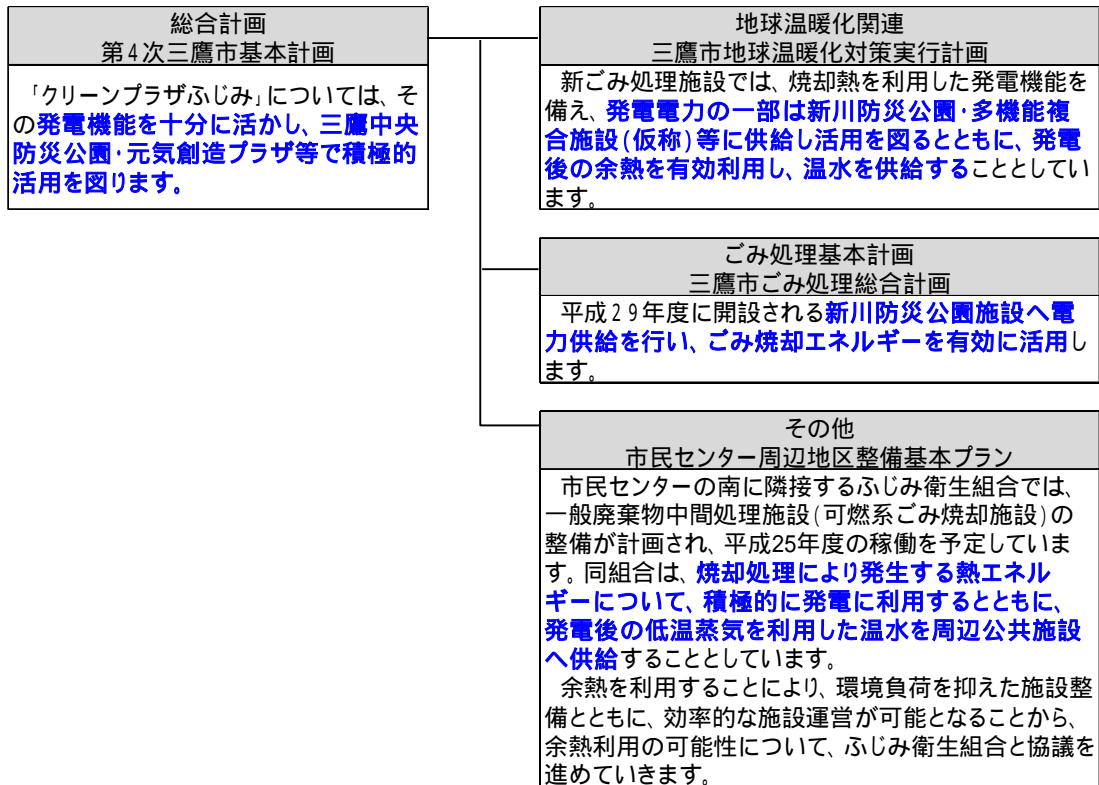 総合計画
第4次三鷹市基本計画
「クリーンプラザふじみ」については、そ
の発電機能を十分に活かし、三鷹中央
防災公園・元気創造プラザ等で積極的
活用を図ります。
地球温暖化関連
三鷹市地球温暖化対策実行計画
新ごみ処理施設では、焼却熱を利用した発電機能を
備え、発電電力の一部は新川防災公園・多機能複
合施設(仮称)等に供給し活用を図るとともに、発電
後の余熱を有効利用し、温水を供給することとしてい
ます。
ごみ処理基本計画
三鷹市ごみ処理総合計画
平成29年度に開設される新川防災公園施設へ電
力供給を行い、ごみ焼却エネルギーを有効に活用し
ます。
その他
市民センター周辺地区整備基本プラン
市民センターの南に隣接するふじみ衛生組合では、
一般廃棄物中間処理施設(可燃系ごみ焼却施設)の
整備が計画され、平成25年度の稼働を予定していま
す。同組合は、焼却処理により発生する熱エネル
ギーについて、積極的に発電に利用するとともに、
発電後の低温蒸気を利用した温水を周辺公共施設
へ供給することとしています。
余熱を利用することにより、環境負荷を抑えた施設整
備とともに、効率的な施設運営が可能となることから、
余熱利用の可能性について、ふじみ衛生組合と協議を
進めていきます。